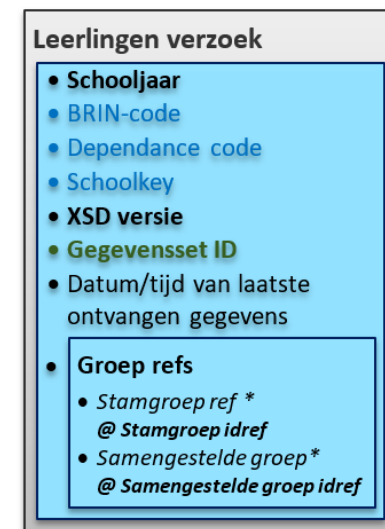 Leerlingen verzoek
• Schooljaar
• BRIN-code
• Dependance code
• Schoolkey
• XSD versie
• Gegevensset ID
• Datum/tijd van laatste
ontvangen gegevens
• Groep refs
• Stamgroep ref *
@ Stamgroep idref
• Samengestelde groep*
@ Samengestelde groep idref